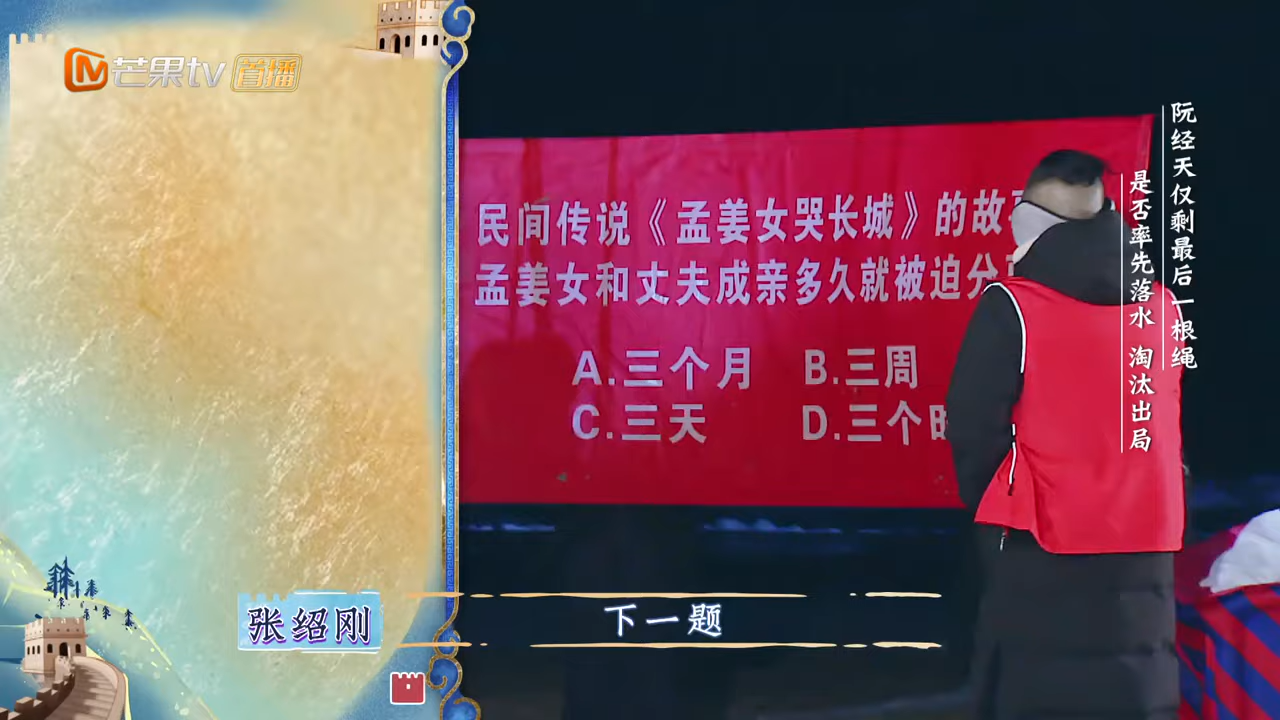 芒果tv 首播
民间传说《孟姜女哭长城》的故
孟姜女和丈夫成亲多久就被迫分
A.三个月 B.三周
C.三天 D.三个
阮经天仅剩最后一根绳
是否率先落水 淘汰出局
张绍刚
下一题